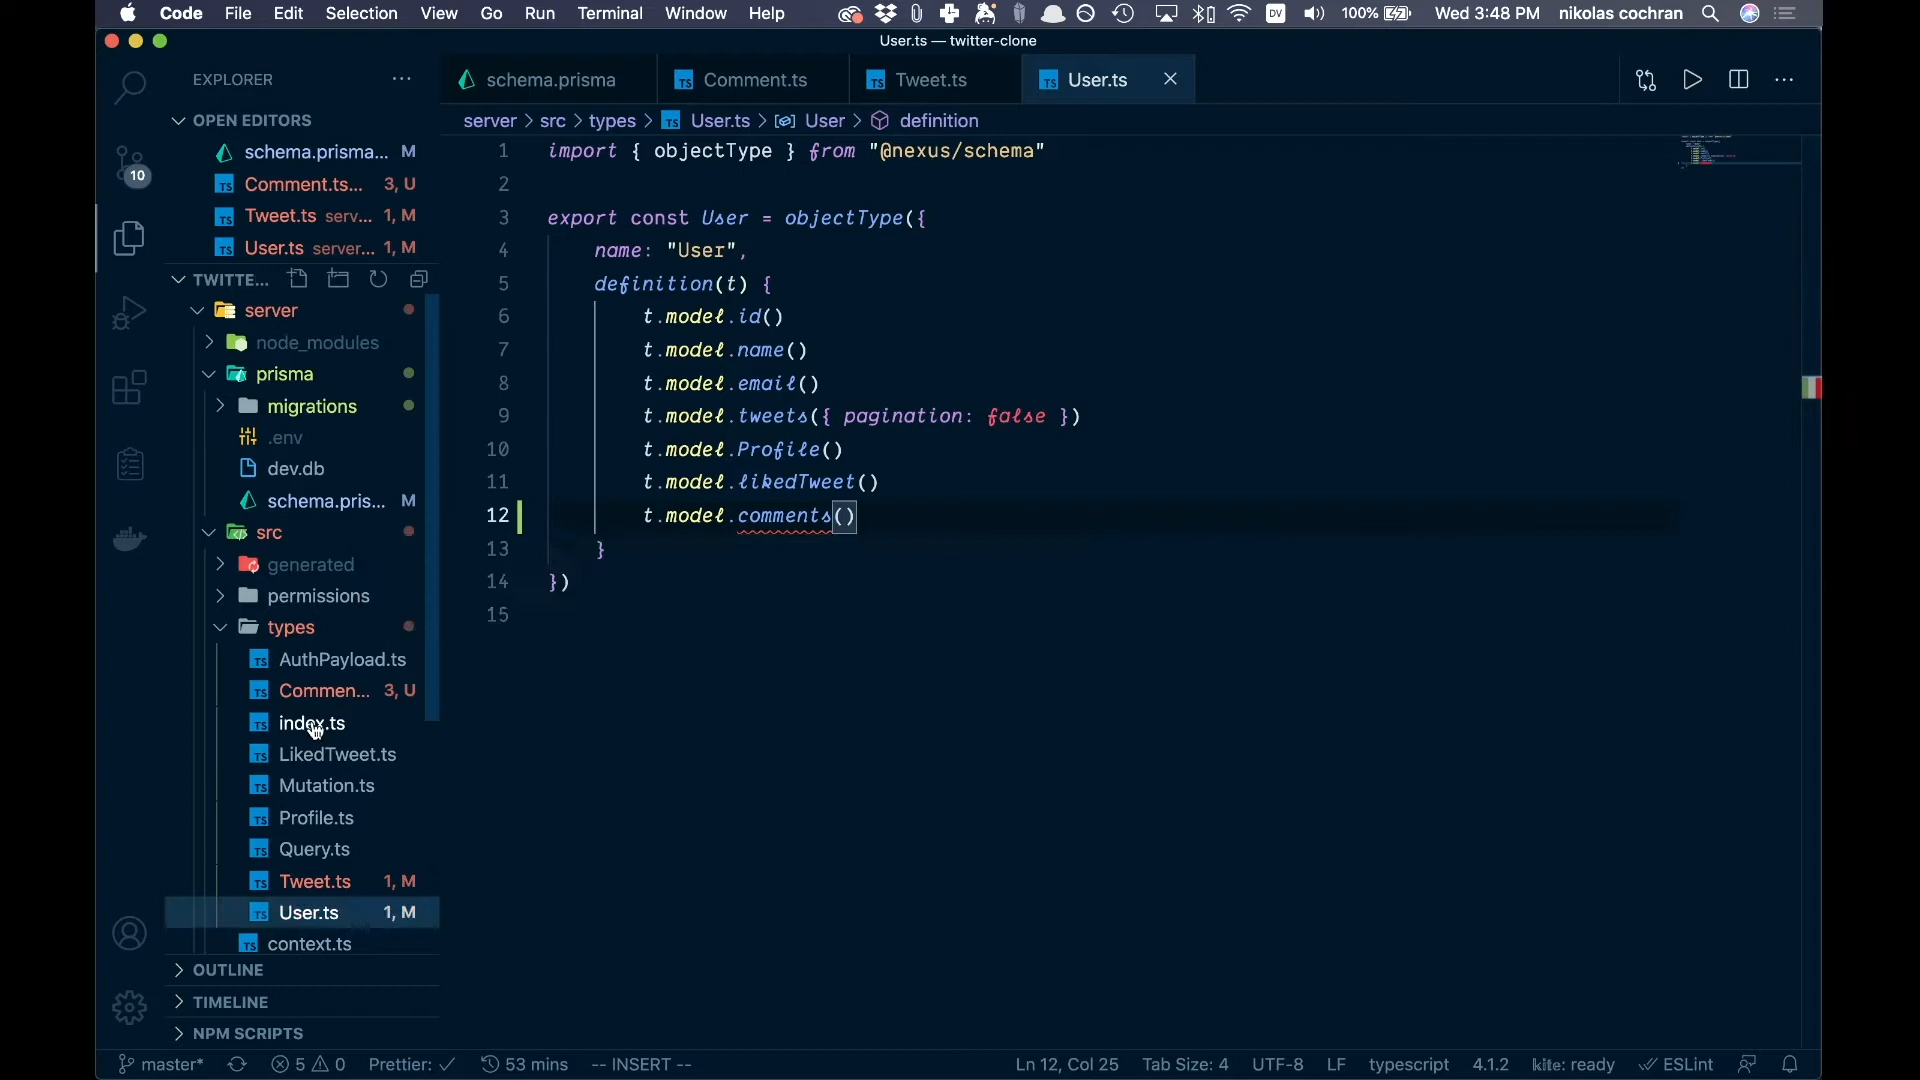 Code File Edit Selection View Go Run Terminal Window Help DV 100% Wed 3:48 PM nikolas cochran
User.ts — twitter-clone
EXPLORER
schema.prisma Comment.ts Tweet.ts User.ts
OPEN EDITORS
schema.prisma... M
Comment.ts... 3, U
Tweet.ts serv... 1, M
User.ts server... 1, M
10
TWITTE...
server
node_modules
prisma
migrations
.env
dev.db
schema.pris... M
src
generated
permissions
types
AuthPayload.ts
Commen... 3, U
index.ts
LikedTweet.ts
Mutation.ts
Profile.ts
Query.ts
Tweet.ts 1, M
User.ts 1, M
context.ts
OUTLINE
TIMELINE
NPM SCRIPTS
server > src > types > TS User.ts > User > definition
1 import { objectType } from "@nexus/schema"
2
3 export const User = objectType({
4 name: "User",
5 definition(t) {
6 t.model.id()
7 t.model.name()
8 t.model.email()
9 t.model.tweets({ pagination: false })
10 t.model.Profile()
11 t.model.likedTweet()
12 t.model.comments()
13 }
14 })
15
master* 5 0 Prettier: ✓ 53 mins -- INSERT -- Ln 12, Col 25 Tab Size: 4 UTF-8 LF typescript 4.1.2 kite: ready ESLint